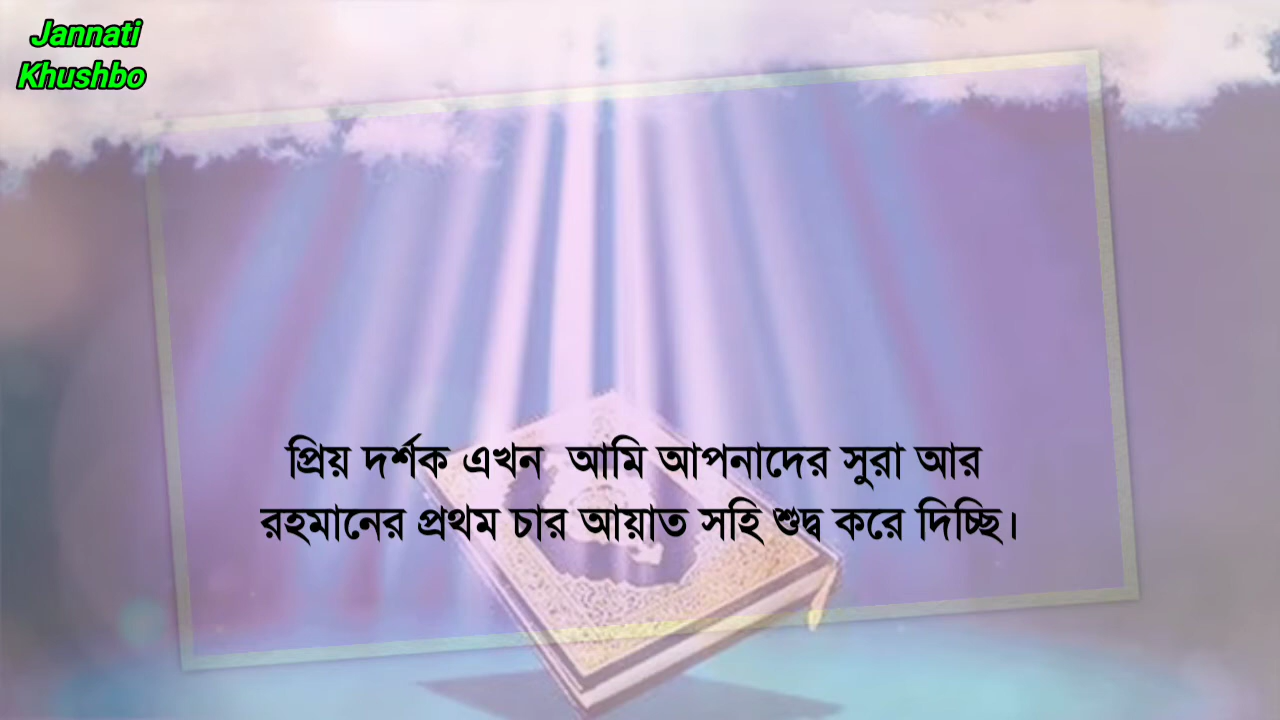 Jannati
Khushbo
প্রিয় দর্শক এখন আমি আপনাদের সুরা আর
রহমানের প্রথম চার আয়াত সহি শুদ্ব করে দিচ্ছি।